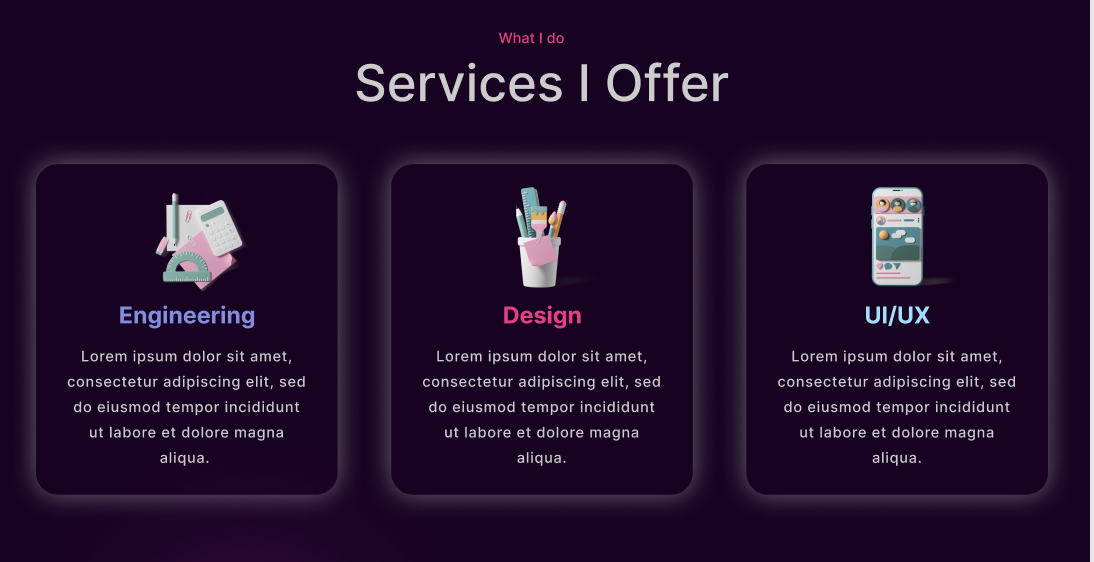 What I do
Services I Offer
Engineering
Lorem ipsum dolor sit amet,
consectetur adipiscing elit, sed
do eiusmod tempor incididunt
ut labore et dolore magna
aliqua.
Design
Lorem ipsum dolor sit amet,
consectetur adipiscing elit, sed
do eiusmod tempor incididunt
ut labore et dolore magna
aliqua.
UI/UX
Lorem ipsum dolor sit amet,
consectetur adipiscing elit, sed
do eiusmod tempor incididunt
ut labore et dolore magna
aliqua.